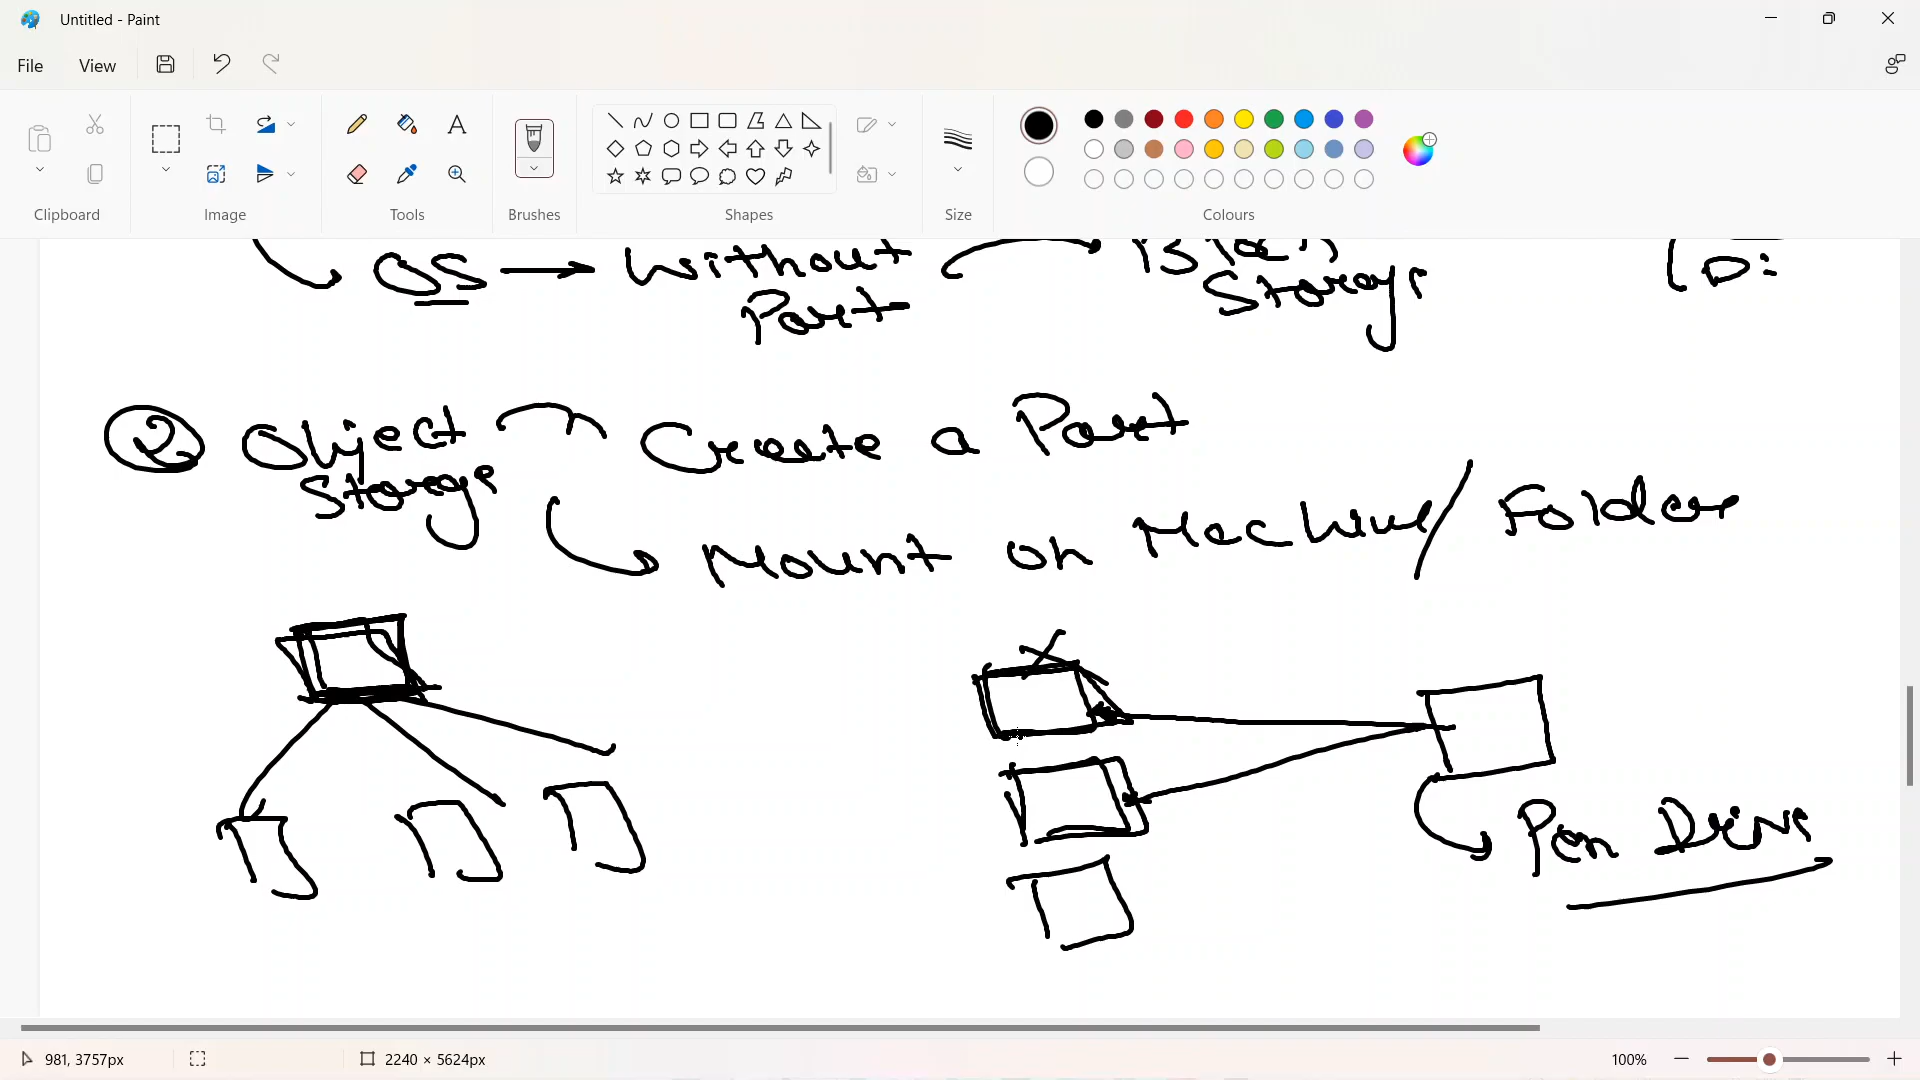 Untitled - Paint
File View
Clipboard Image Tools Brushes Shapes Size Colours
OS → Without Block (D:
Part Storage
② Object Create a Part
Storage
Mount on Machine / Folder
Pen Drive
981, 3757px 2240 × 5624px 100%